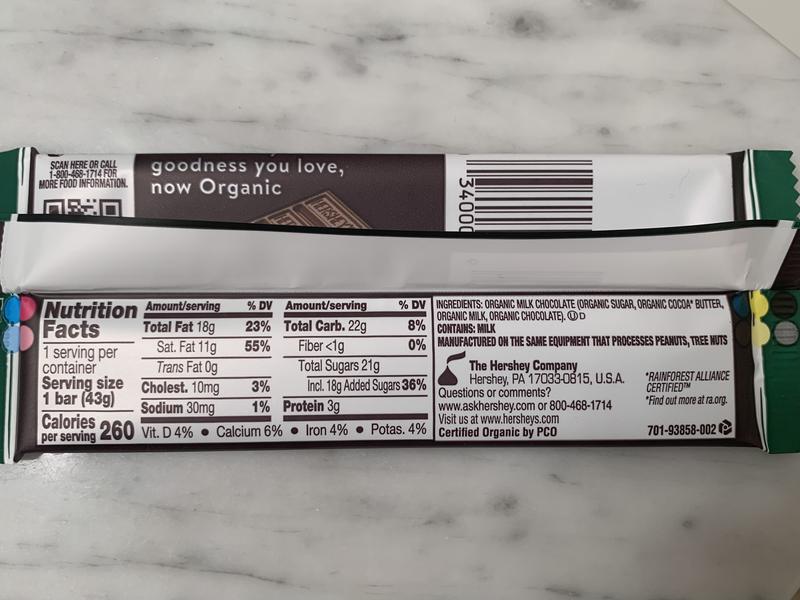 SCAN HERE OR CALL
1-800-468-1714 FOR
MORE FOOD INFORMATION.
goodness you love,
now Organic
HERSHEY
34000
Nutrition
Facts
1 serving per
container
Serving size
1 bar (43g)
Calories
per serving 260
Amount/serving % DV
Total Fat 18g 23%
Sat. Fat 11g 55%
Trans Fat 0g
Cholest. 10mg 3%
Sodium 30mg 1%
Amount/serving % DV
Total Carb. 22g 8%
Fiber <1g 0%
Total Sugars 21g
Incl. 18g Added Sugars 36%
Protein 3g
Vit. D 4% • Calcium 6% • Iron 4% • Potas. 4%
INGREDIENTS: ORGANIC MILK CHOCOLATE (ORGANIC SUGAR, ORGANIC COCOA* BUTTER,
ORGANIC MILK, ORGANIC CHOCOLATE). Ⓤ D
CONTAINS: MILK
MANUFACTURED ON THE SAME EQUIPMENT THAT PROCESSES PEANUTS, TREE NUTS
The Hershey Company
Hershey, PA 17033-0815, U.S.A.
Questions or comments?
www.askhershey.com or 800-468-1714
Visit us at www.hersheys.com
Certified Organic by PCO
*RAINFOREST ALLIANCE
CERTIFIED™
*Find out more at ra.org.
701-93858-002